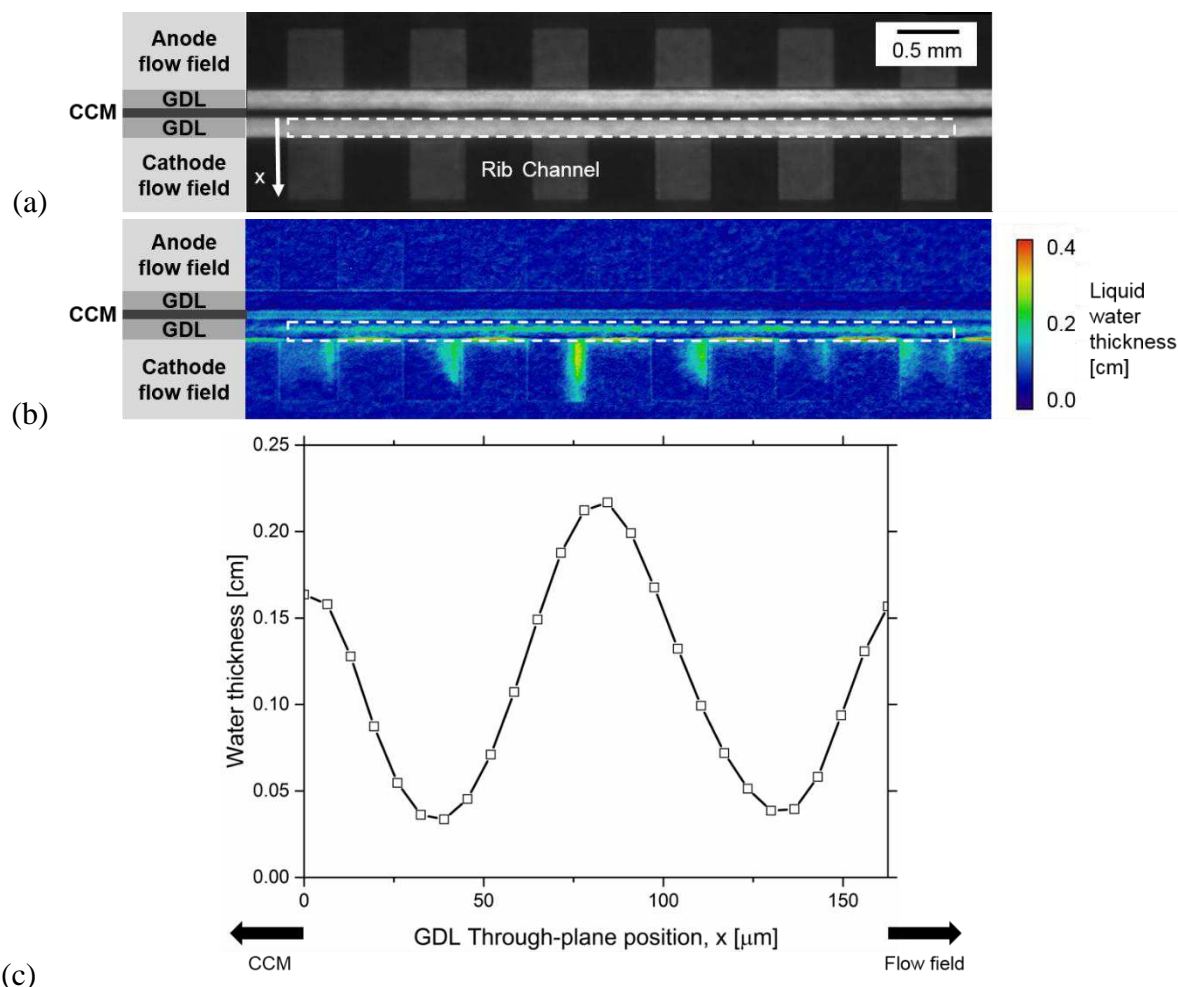 Anode
flow field
0.5 mm
GDL
CCM
GDL
Cathode
flow field
x
Rib Channel
(a)
Anode
flow field
GDL
CCM
GDL
Cathode
flow field
0.4
0.2
0.0
Liquid
water
thickness
[cm]
(b)
0.25
0.20
0.15
0.10
0.05
0.00
Water thickness [cm]
0 50 100 150
GDL Through-plane position, x [μm]
CCM
Flow field
(c)